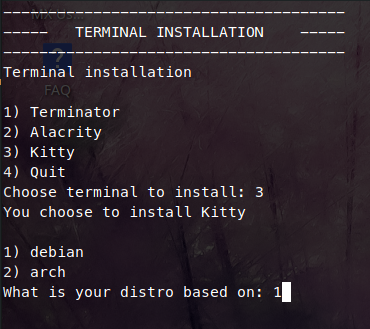 --------------------------------------
-----   TERMINAL INSTALLATION    -----
--------------------------------------
Terminal installation
FAQ
1) Terminator
2) Alacrity
3) Kitty
4) Quit
Choose terminal to install: 3
You choose to install Kitty
1) debian
2) arch
What is your distro based on: 1